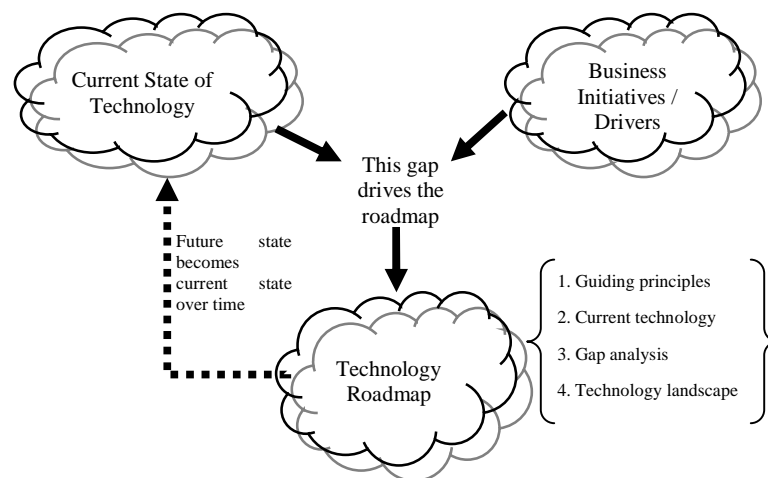 Current State of
Technology
Business
Initiatives /
Drivers
This gap
drives the
roadmap
Future state
becomes
current state
over time
1. Guiding principles
2. Current technology
3. Gap analysis
4. Technology landscape
Technology
Roadmap